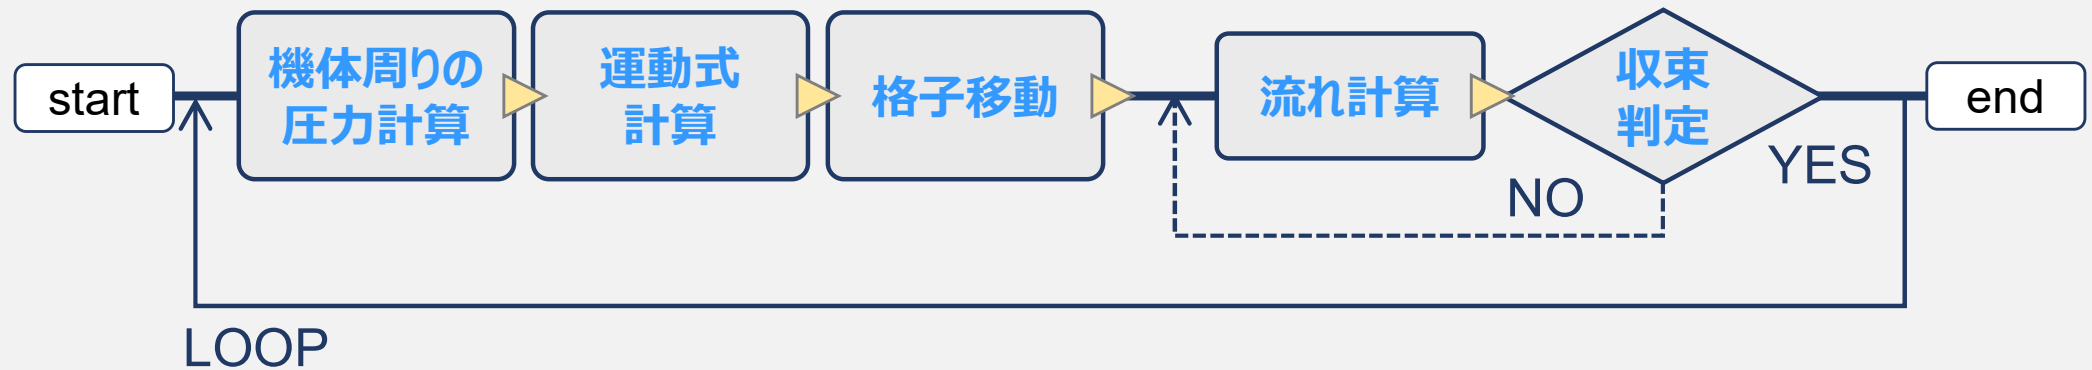 start
機体周りの
圧力計算
運動式
計算
格子移動
流れ計算
収束
判定
end
YES
NO
LOOP